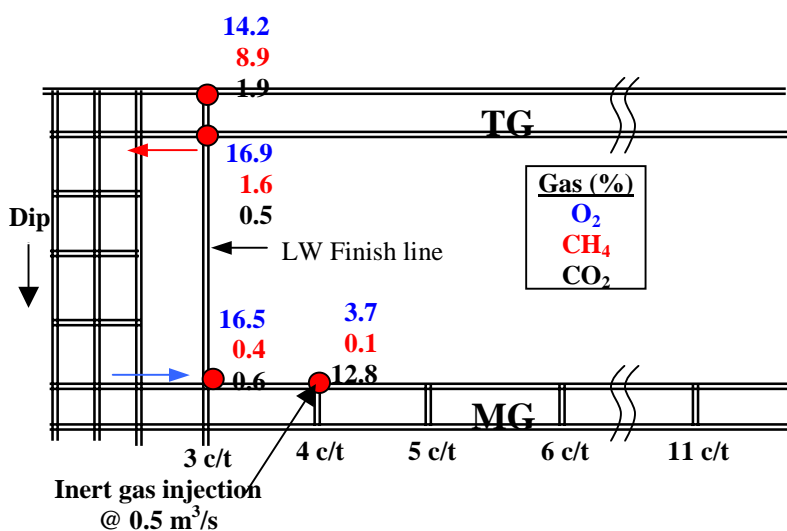 14.2
8.9
1.9
TG
16.9
1.6
0.5
Gas (%)
O₂
CH₄
CO₂
Dip
LW Finish line
16.5
0.4
0.6
3.7
0.1
12.8
MG
3 c/t
4 c/t
5 c/t
6 c/t
11 c/t
Inert gas injection
@ 0.5 m³/s